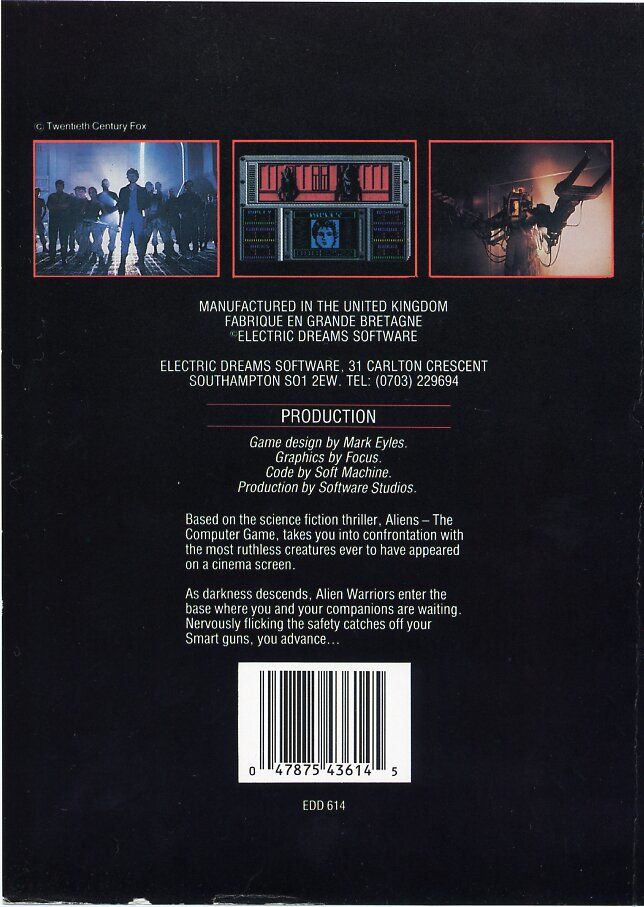 © Twentieth Century Fox
MANUFACTURED IN THE UNITED KINGDOM
FABRIQUE EN GRANDE BRETAGNE
©ELECTRIC DREAMS SOFTWARE
ELECTRIC DREAMS SOFTWARE, 31 CARLTON CRESCENT
SOUTHAMPTON SO1 2EW. TEL: (0703) 229694
PRODUCTION
Game design by Mark Eyles.
Graphics by Focus.
Code by Soft Machine.
Production by Software Studios.
Based on the science fiction thriller, Aliens – The
Computer Game, takes you into confrontation with
the most ruthless creatures ever to have appeared
on a cinema screen.
As darkness descends, Alien Warriors enter the
base where you and your companions are waiting.
Nervously flicking the safety catches off your
Smart guns, you advance...
0 47875 43614 5
EDD 614